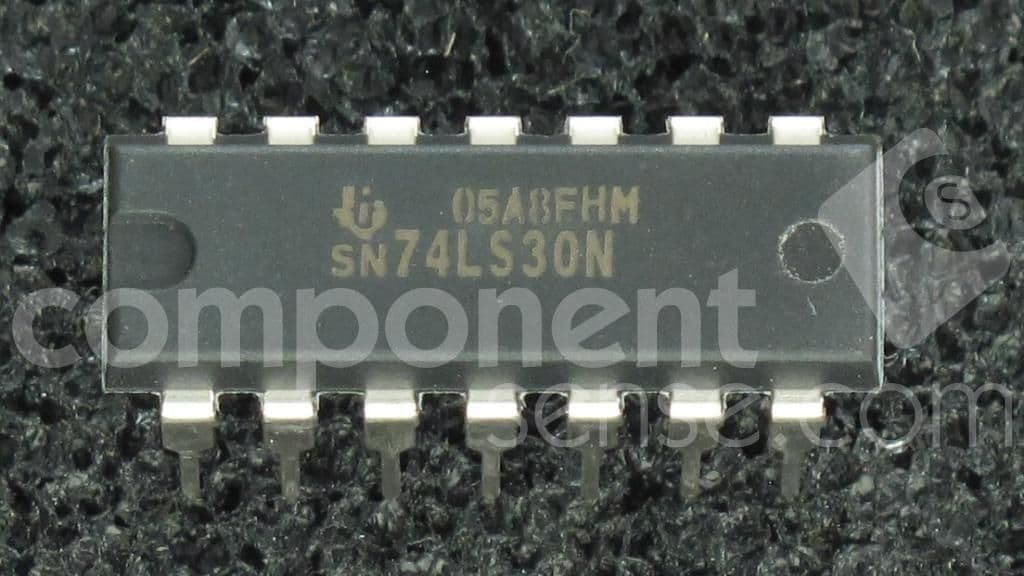 05A8FHM
SN74LS30N
component
sense.com
S